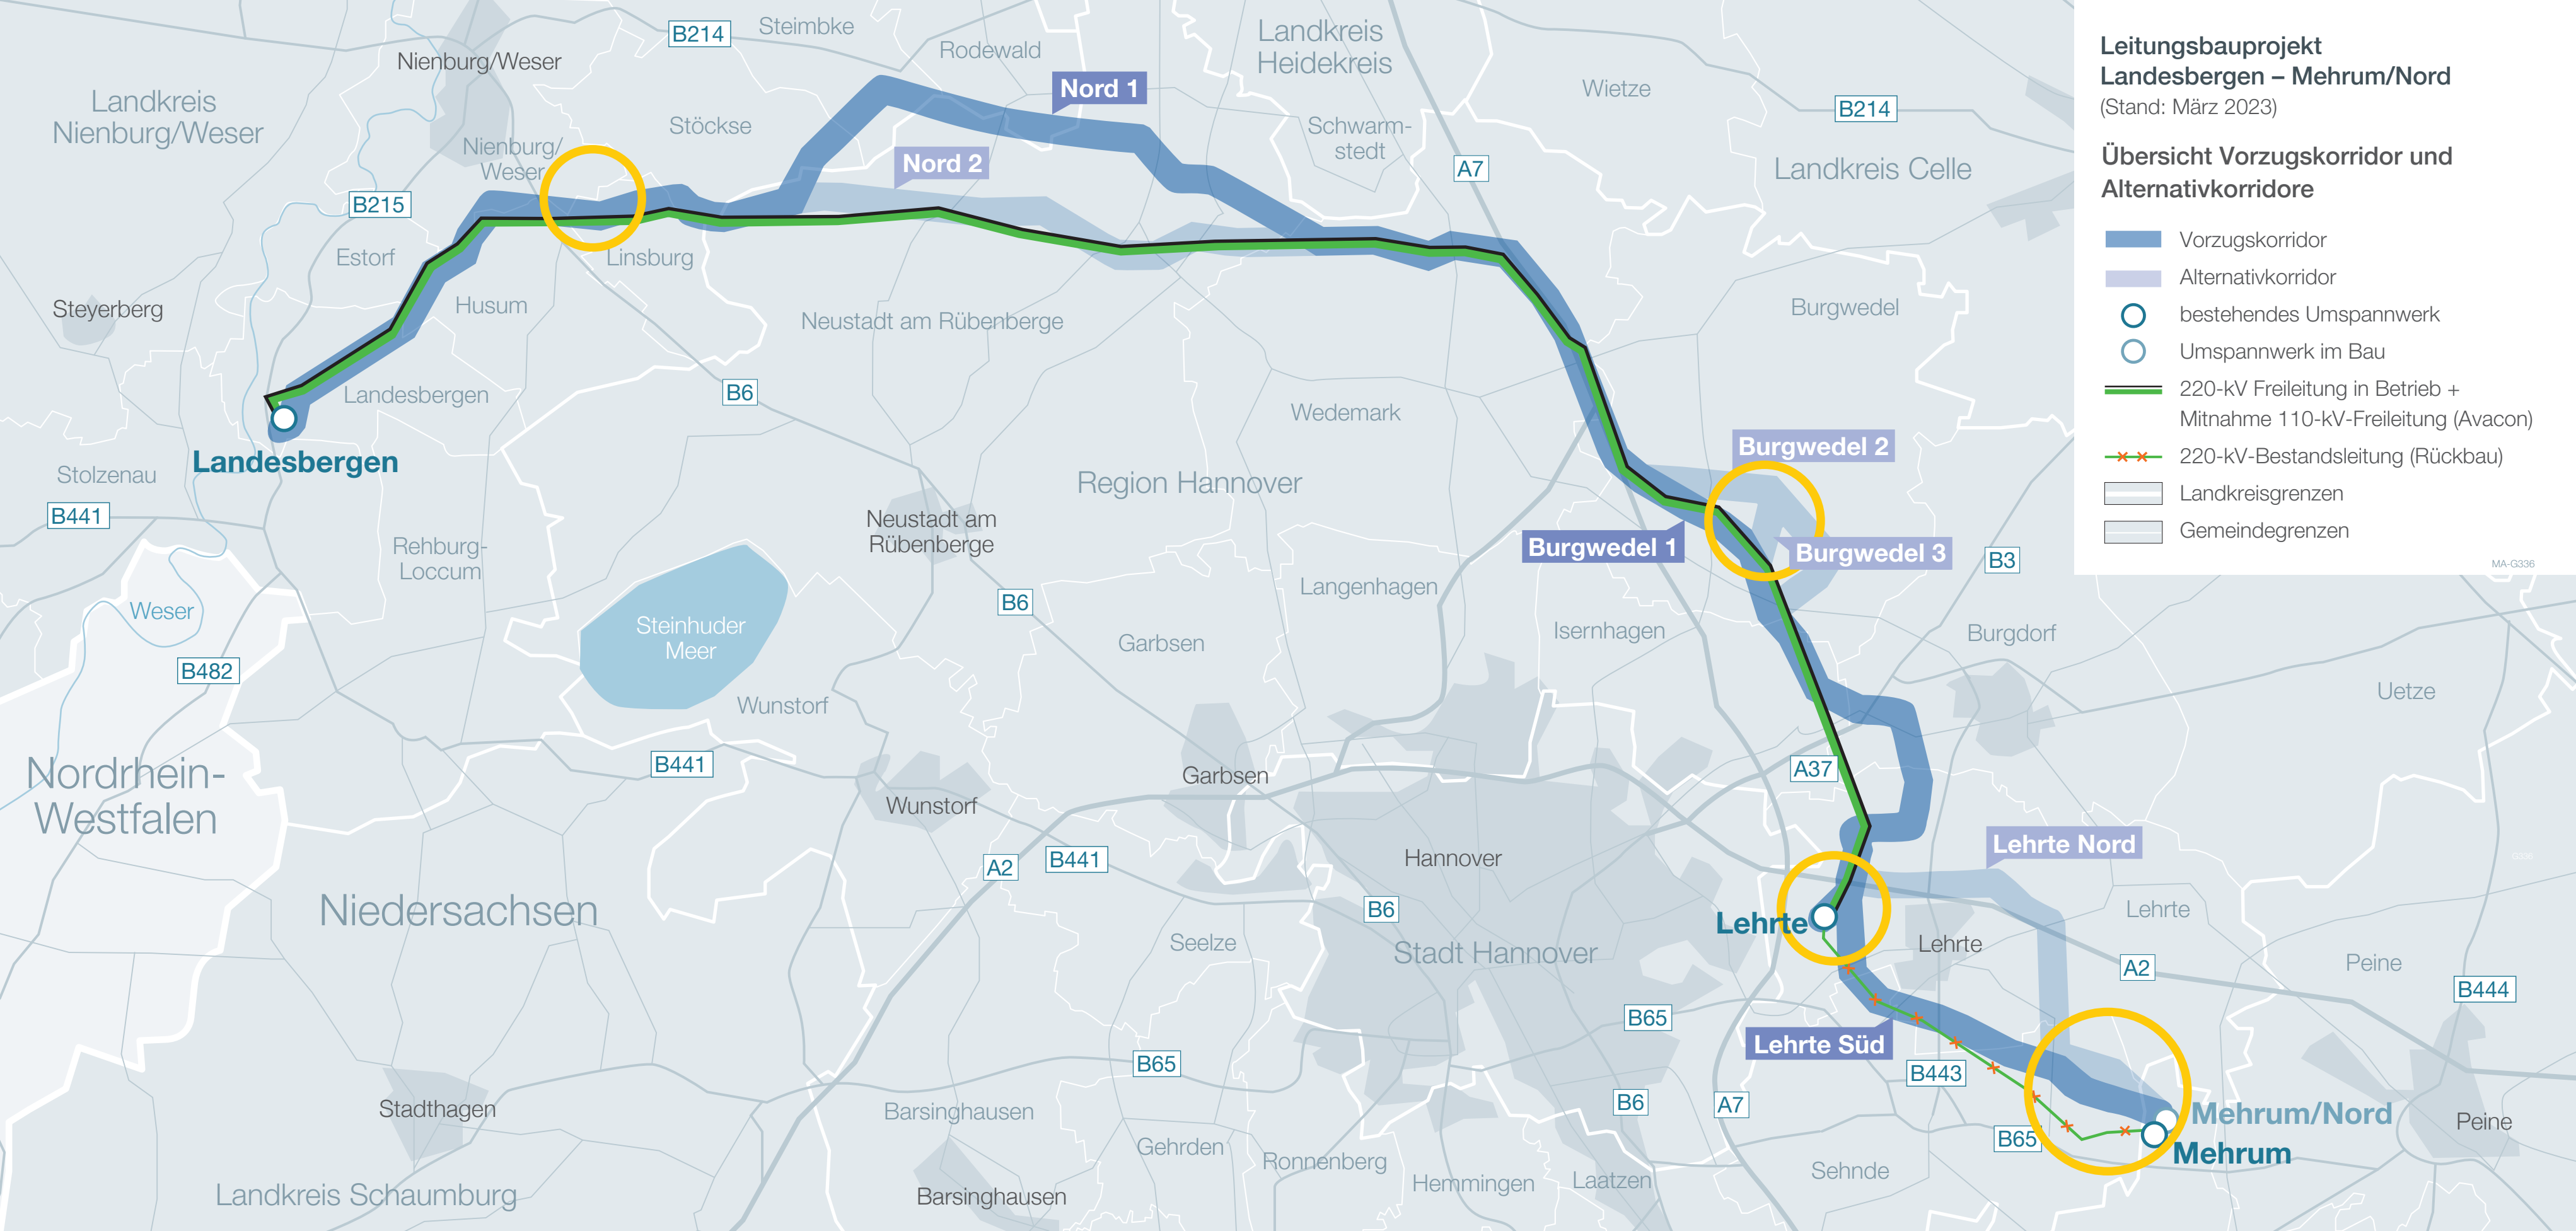 Leitungsbauprojekt
Landesbergen – Mehrum/Nord
(Stand: März 2023)
Übersicht Vorzugskorridor und
Alternativkorridore
Vorzugskorridor
Alternativkorridor
bestehendes Umspannwerk
Umspannwerk im Bau
220-kV Freileitung in Betrieb +
Mitnahme 110-kV-Freileitung (Avacon)
220-kV-Bestandsleitung (Rückbau)
Landkreisgrenzen
Gemeindegrenzen
MA-G336
B214
Steimbke
Rodewald
Landkreis
Heidekreis
Nienburg/Weser
Landkreis
Nienburg/Weser
Nord 1
Wietze
B214
Stöckse
Schwarm-
stedt
Nienburg/
Weser
Nord 2
A7
Landkreis Celle
B215
Estorf
Linsburg
Steyerberg
Husum
Neustadt am Rübenberge
Burgwedel
Landesbergen
B6
Wedemark
Landesbergen
Stolzenau
Region Hannover
Burgwedel 2
B441
Neustadt am
Rübenberge
Burgwedel 1
Burgwedel 3
B3
Rehburg-
Loccum
Langenhagen
B6
Weser
Steinhuder
Meer
Garbsen
Isernhagen
Burgdorf
B482
Wunstorf
Uetze
B441
Nordrhein-
Westfalen
Garbsen
A37
Wunstorf
A2
B441
Hannover
Lehrte Nord
Niedersachsen
B6
Lehrte
Lehrte
Seelze
Stadt Hannover
Lehrte
A2
Peine
B444
B65
Lehrte Süd
B65
B443
Stadthagen
Barsinghausen
B6
A7
Mehrum/Nord
Peine
B65
Mehrum
Gehrden
Ronnenberg
Hemmingen
Laatzen
Sehnde
Landkreis Schaumburg
Barsinghausen